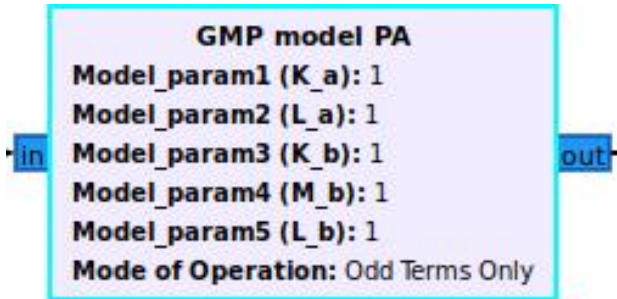 GMP model PA
Model_param1 (K_a): 1
Model_param2 (L_a): 1
in Model_param3 (K_b): 1 out
Model_param4 (M_b): 1
Model_param5 (L_b): 1
Mode of Operation: Odd Terms Only